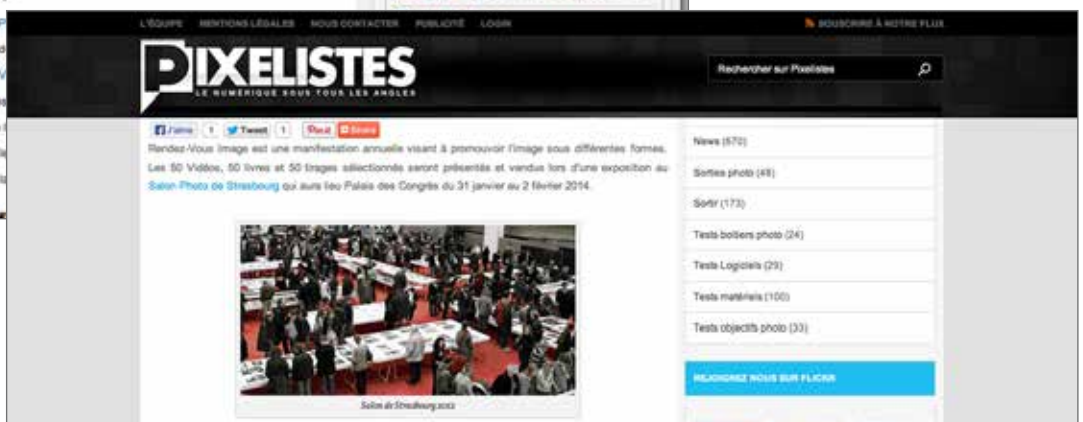 L'ÉQUIPE MENTIONS LÉGALES NOUS CONTACTER PUBLICITÉ LOGIN
SOUSCRIRE À NOTRE FLUX
PIXELISTES
LE NUMÉRIQUE SOUS TOUS LES ANGLES
Rechercher sur Pixelistes
J'aime 1 Tweet 1 Pin it Share
Rendez-Vous Image est une manifestation annuelle visant à promouvoir l'image sous différentes formes.
Les 50 Vidéos, 50 livres et 50 tirages sélectionnés seront présentés et vendus lors d'une exposition au
Salon Photo de Strasbourg qui aura lieu Palais des Congrès du 31 janvier au 2 février 2014.
Salon de Strasbourg 2012
News (670)
Sorties photo (48)
Sortir (173)
Tests boîtiers photo (24)
Tests Logiciels (29)
Tests matériels (100)
Tests objectifs photo (33)
REJOIGNEZ NOUS SUR FLICKR